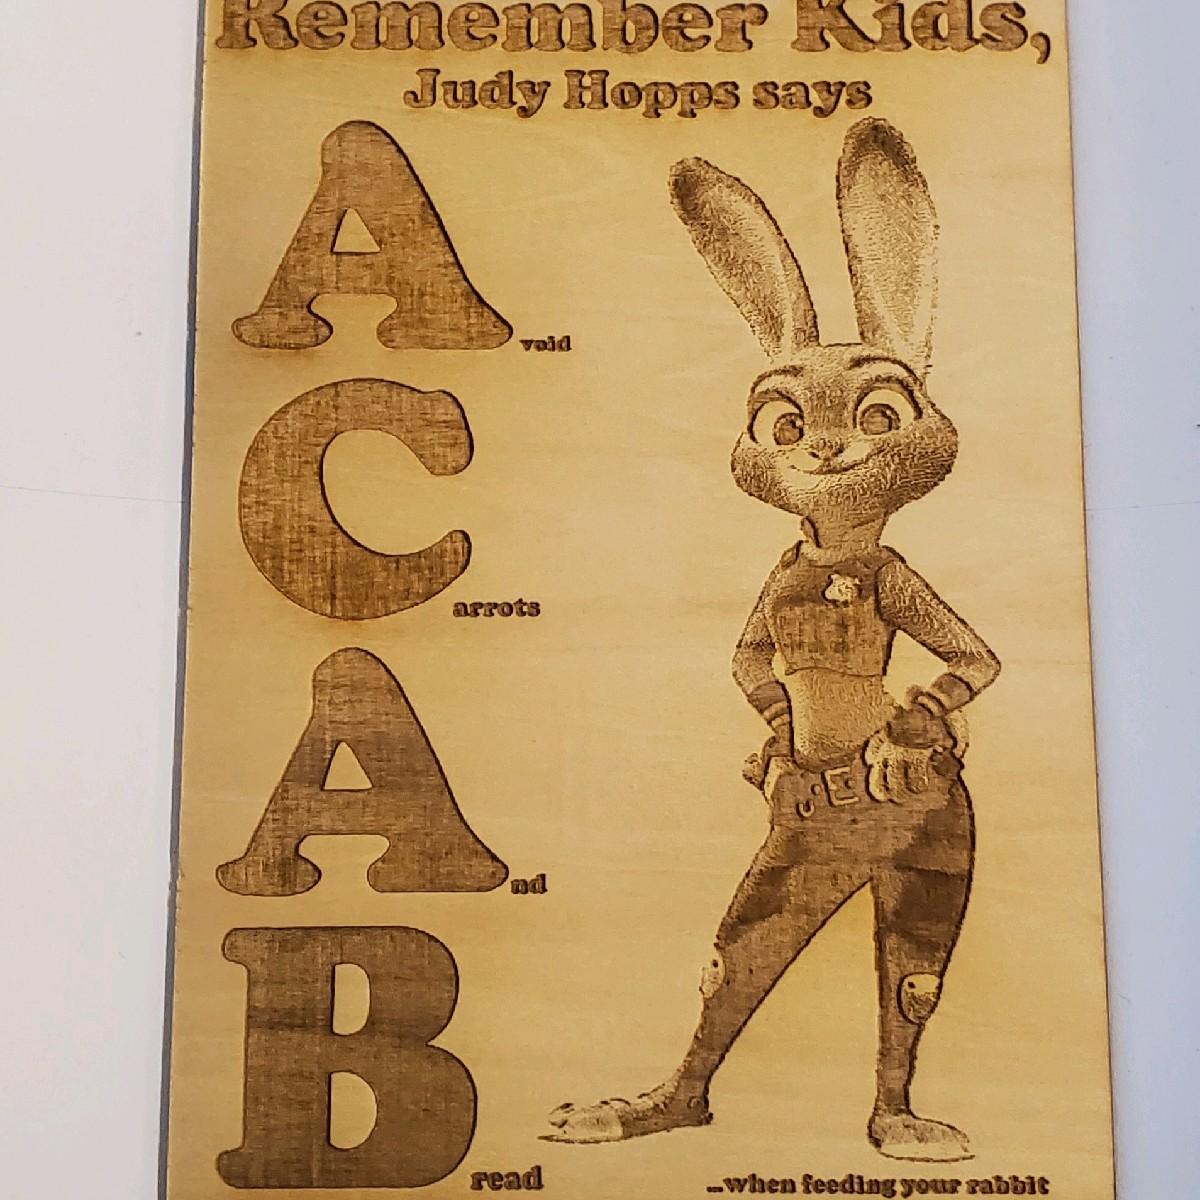 Remember Kids,
Judy Hopps says
Avoid
Carrots
And
Bread
...when feeding your rabbit